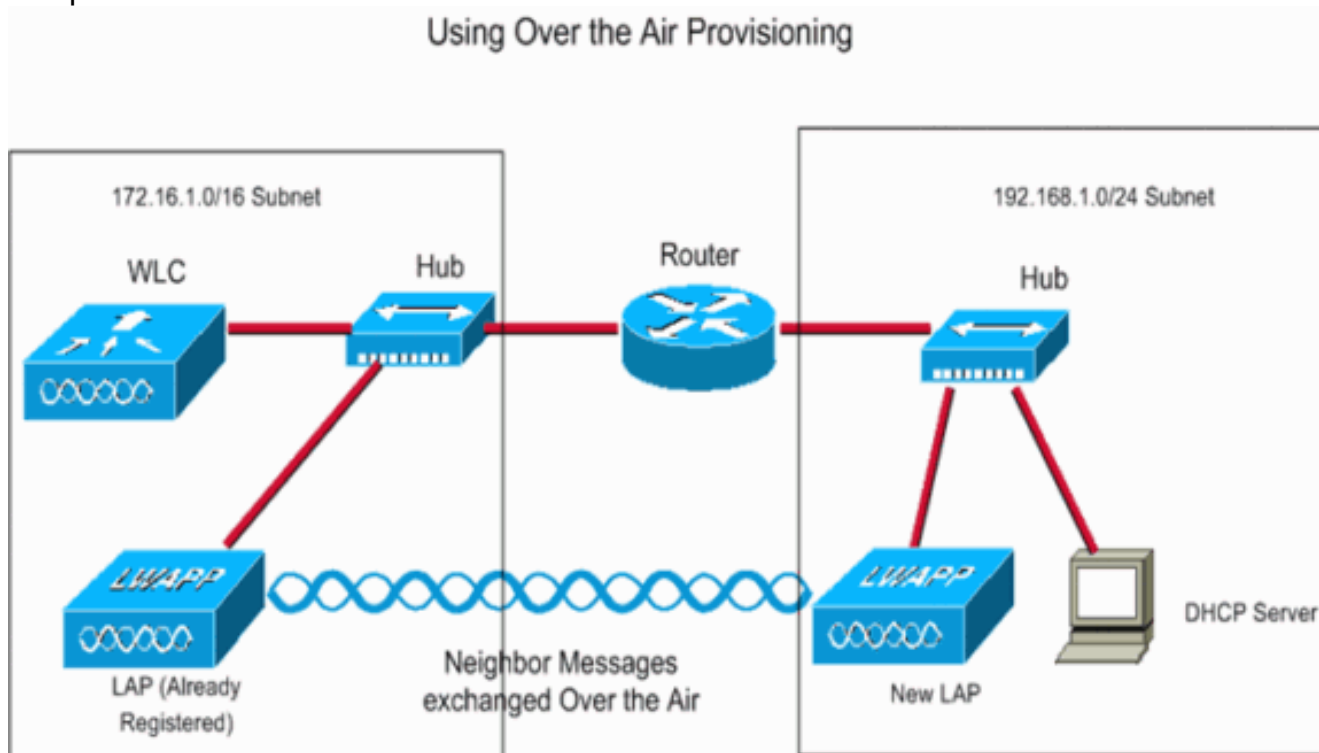 Using Over the Air Provisioning
172.16.1.0/16 Subnet
192.168.1.0/24 Subnet
WLC
Hub
Router
Hub
LWAPP
LWAPP
DHCP Server
LAP (Already
Registered)
Neighbor Messages
exchanged Over the Air
New LAP